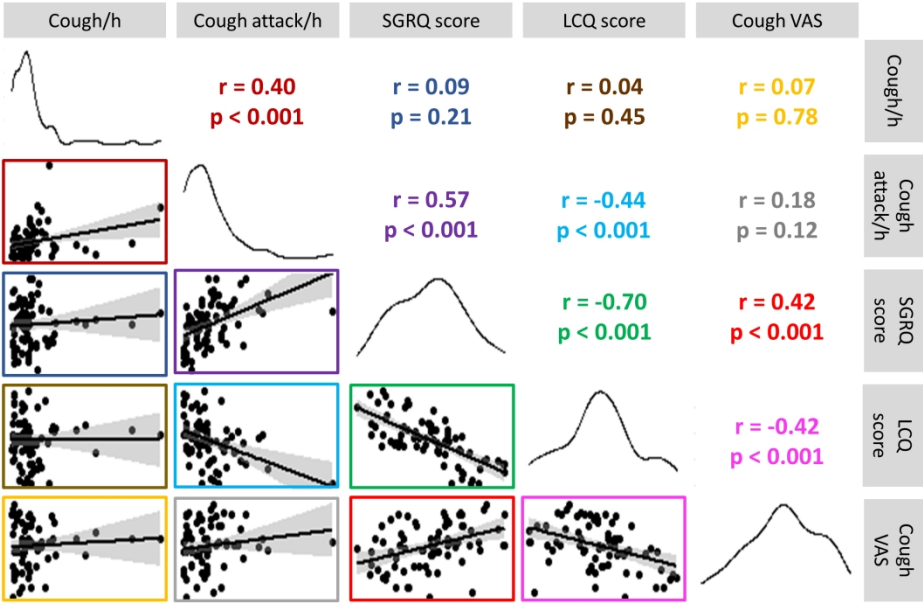 Cough/h
Cough attack/h
SGRQ score
LCQ score
Cough VAS
r = 0.40
p < 0.001
r = 0.09
p = 0.21
r = 0.04
p = 0.45
r = 0.07
p = 0.78
Cough/h
r = 0.57
p < 0.001
r = -0.44
p < 0.001
r = 0.18
p = 0.12
Cough
attack/h
r = -0.70
p < 0.001
r = 0.42
p < 0.001
SGRQ
score
r = -0.42
p < 0.001
LCQ
score
Cough
VAS